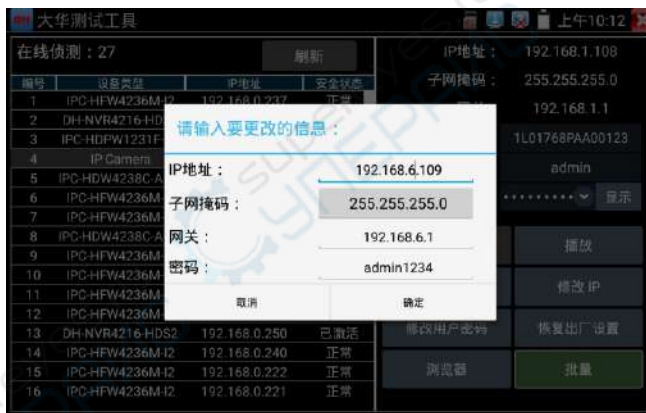 大华测试工具
上午10:12
在线侦测：27
刷新
编号 设备类型 IP地址 安全状态
1 IPC-HFW4236M-I2 192.168.0.237 正常
2 DH-NVR4216-HD
3 IPC-HDPW1231F-
4 IP Camera
5 IPC-HDW4238C-A
6 IPC-HFW4236M-
7 IPC-HFW4236M-
8 IPC-HDW4238C-A
9 IPC-HFW4236M-
10 IPC-HFW4236M-
11 IPC-HFW4236M-
12 IPC-HFW4236M-
13 DH-NVR4216-HDS2 192.168.0.250 已激活
14 IPC-HFW4236M-I2 192.168.0.240 正常
15 IPC-HFW4236M-I2 192.168.0.222 正常
16 IPC-HFW4236M-I2 192.168.0.221 正常
请输入要更改的信息：
IP地址： 192.168.6.109
子网掩码： 255.255.255.0
网关： 192.168.6.1
密码： admin1234
取消 确定
IP地址： 192.168.1.108
子网掩码： 255.255.255.0
192.168.1.1
1L01768PAA00123
admin
显示
播放
修改IP
修改用户密码 恢复出厂设置
浏览器 批量